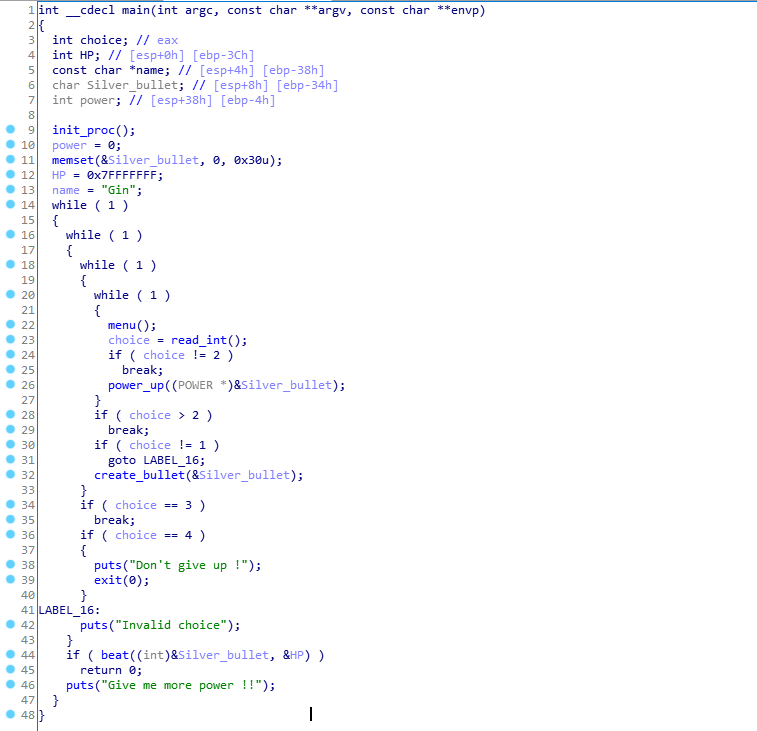 1 int __cdecl main(int argc, const char **argv, const char **envp)
2 {
3   int choice; // eax
4   int HP; // [esp+0h] [ebp-3Ch]
5   const char *name; // [esp+4h] [ebp-38h]
6   char Silver_bullet; // [esp+8h] [ebp-34h]
7   int power; // [esp+38h] [ebp-4h]
8
9   init_proc();
10   power = 0;
11   memset(&Silver_bullet, 0, 0x30u);
12   HP = 0x7FFFFFFF;
13   name = "Gin";
14   while ( 1 )
15   {
16     while ( 1 )
17     {
18       while ( 1 )
19       {
20         while ( 1 )
21         {
22           menu();
23           choice = read_int();
24           if ( choice != 2 )
25             break;
26           power_up((POWER *)&Silver_bullet);
27         }
28         if ( choice > 2 )
29           break;
30         if ( choice != 1 )
31           goto LABEL_16;
32         create_bullet(&Silver_bullet);
33       }
34       if ( choice == 3 )
35         break;
36       if ( choice == 4 )
37       {
38         puts("Don't give up !");
39         exit(0);
40       }
41 LABEL_16:
42       puts("Invalid choice");
43     }
44     if ( beat((int)&Silver_bullet, &HP) )
45       return 0;
46     puts("Give me more power !!");
47   }
48 }